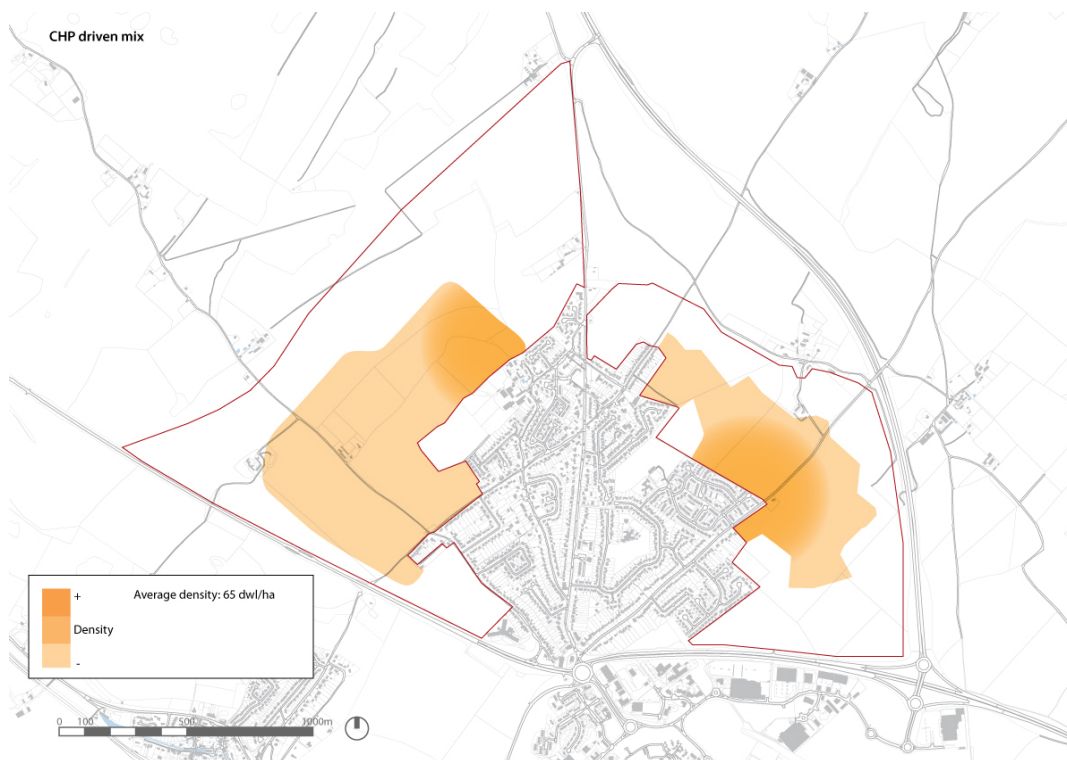 CHP driven mix
+ Average density: 65 dwl/ha
Density
-
0 100 500 1000m